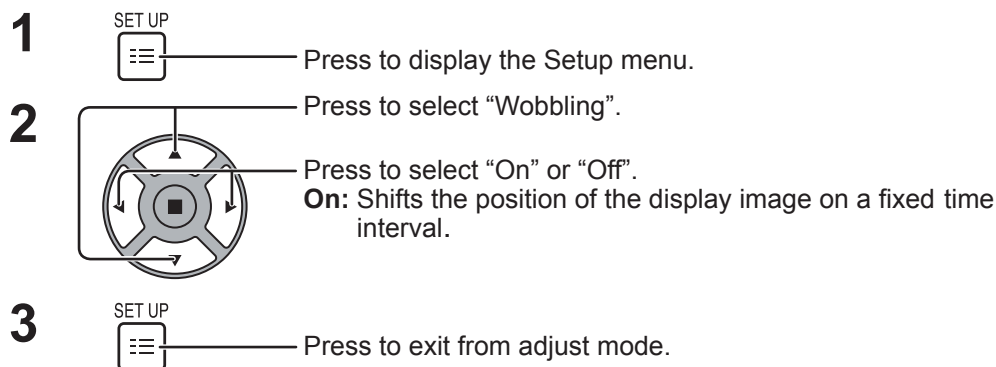 1
SET UP
Press to display the Setup menu.
2
Press to select “Wobbling”.
Press to select “On” or “Off”.
On: Shifts the position of the display image on a fixed time
interval.
3
SET UP
Press to exit from adjust mode.